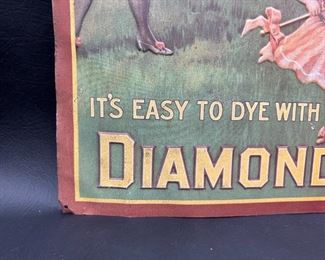 IT'S EASY TO DYE WITH
DIAMOND